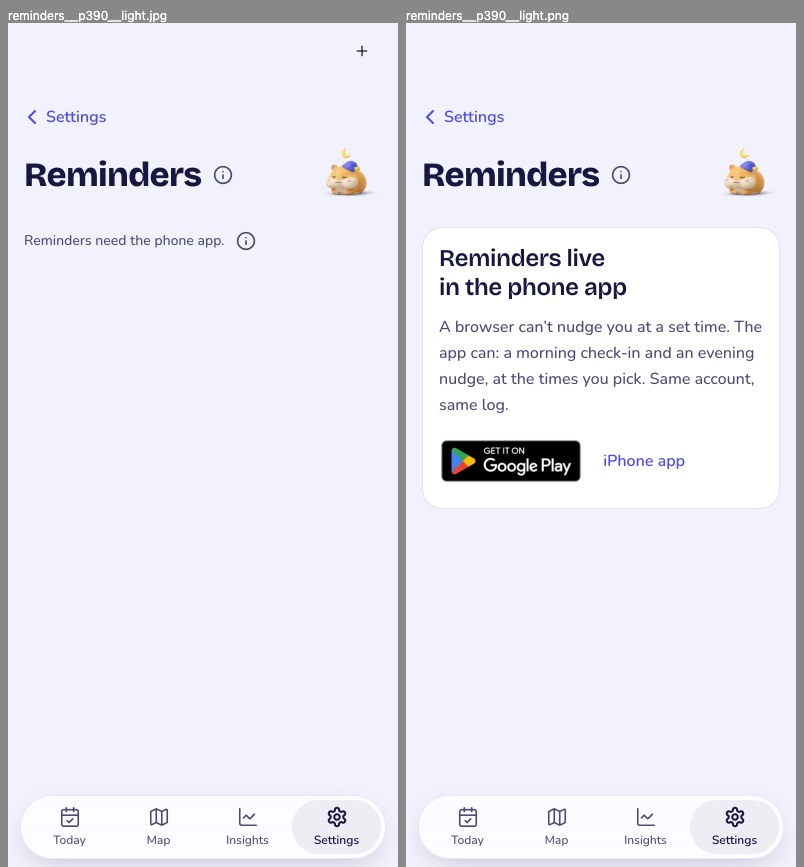 reminders__p390__light.jpg
+
Settings
Reminders
Reminders need the phone app.
Today
Map
Insights
Settings
reminders__p390__light.png
Settings
Reminders
Reminders live
in the phone app
A browser can’t nudge you at a set time. The
app can: a morning check-in and an evening
nudge, at the times you pick. Same account,
same log.
GET IT ON
Google Play
iPhone app
Today
Map
Insights
Settings